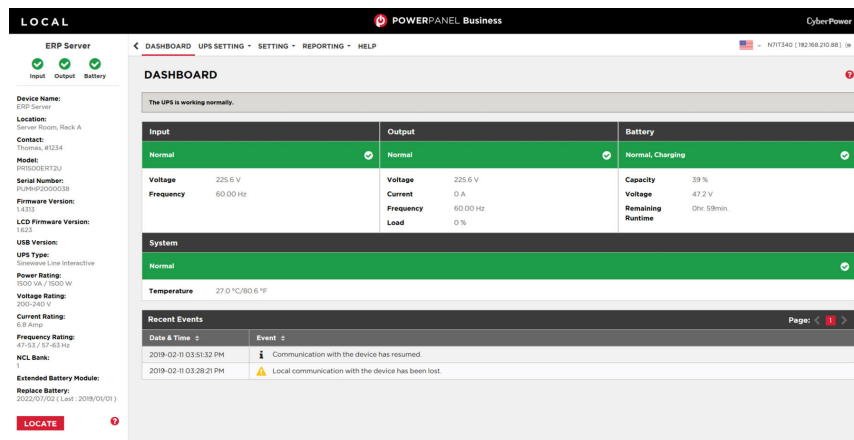 LOCAL
POWERPANEL Business
CyberPower
ERP Server
Input Output Battery
Device Name:
ERP Server
Location:
Server Room, Rack A
Contact:
Thomas, #1234
Model:
PR1500ERT2U
Serial Number:
PUMHP2000038
Firmware Version:
1.4313
LCD Firmware Version:
1.623
USB Version:
UPS Type:
Sinewave Line Interactive
Power Rating:
1500 VA / 1500 W
Voltage Rating:
200-240 V
Current Rating:
6.8 Amp
Frequency Rating:
47-53 / 57-63 Hz
NCL Bank:
1
Extended Battery Module:
Replace Battery:
2022/07/02 ( Last : 2019/01/01 )
LOCATE
DASHBOARD UPS SETTING SETTING REPORTING HELP
N7IT340 [ 192.168.210.88 ]
DASHBOARD
The UPS is working normally.
Input Output Battery
Normal Normal Normal, Charging
Voltage 225.6 V Voltage 225.6 V Capacity 39 %
Frequency 60.00 Hz Current 0 A Voltage 47.2 V
Frequency 60.00 Hz Remaining Runtime 0hr. 59min.
Load 0 %
System
Normal
Temperature 27.0 °C/80.6 °F
Recent Events Page: < 1 >
Date & Time Event
2019-02-11 03:51:32 PM i Communication with the device has resumed.
2019-02-11 03:28:21 PM Local communication with the device has been lost.